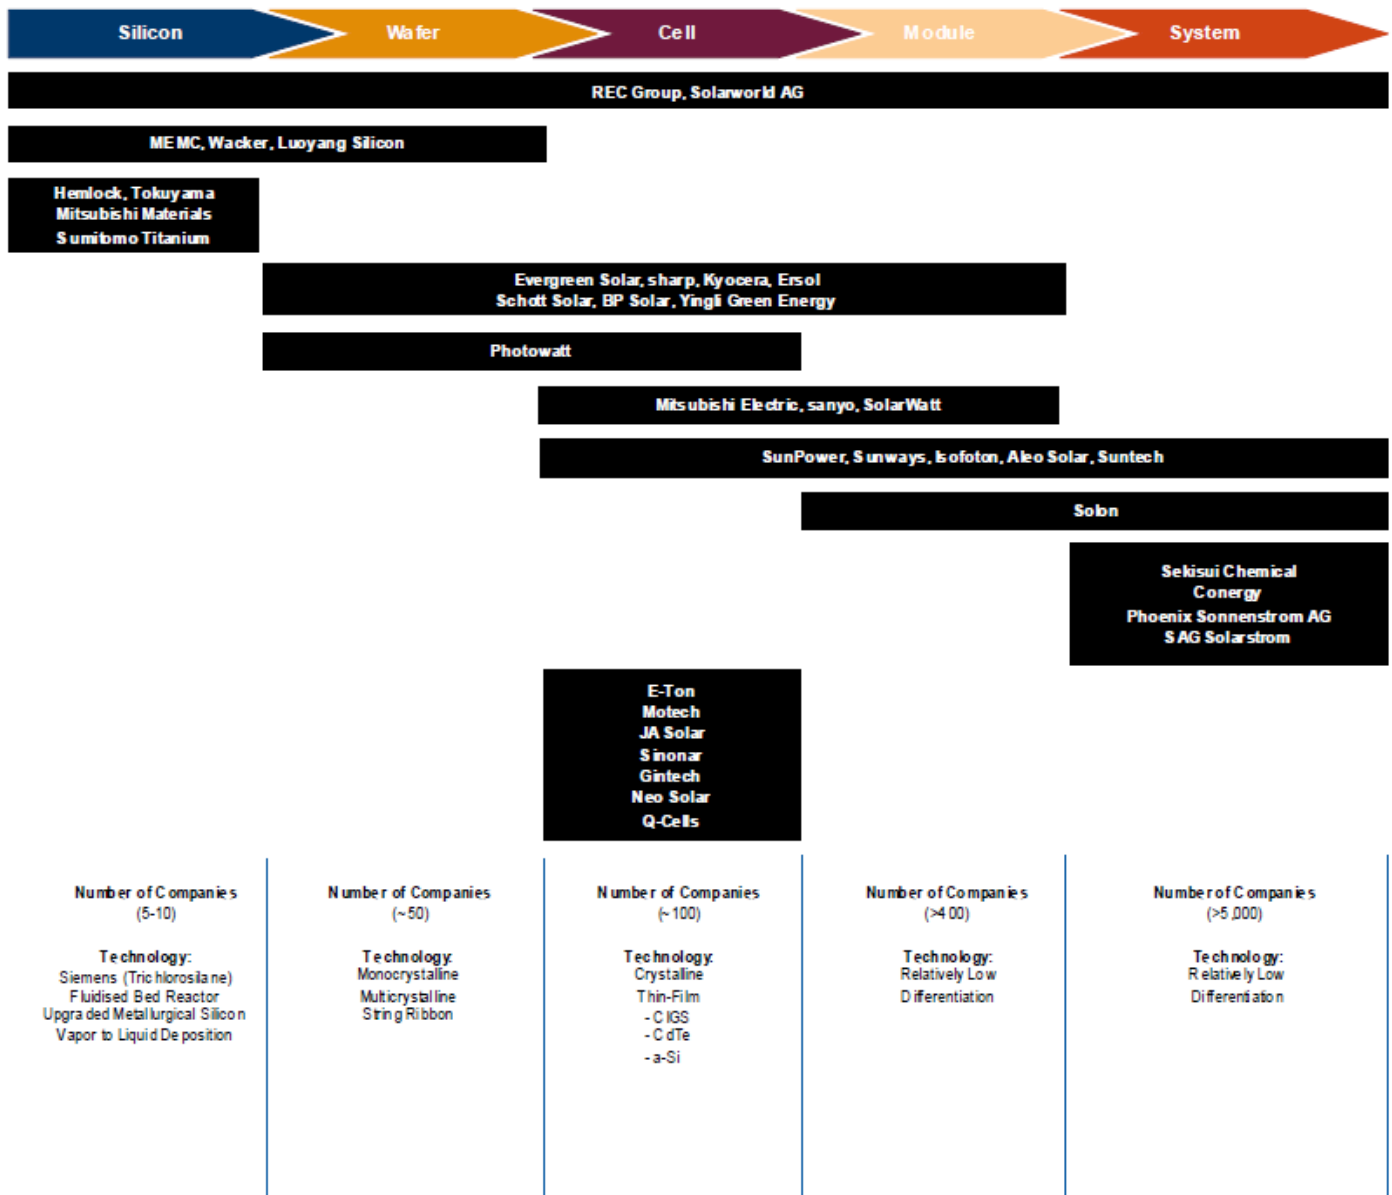 Silicon
Wafer
Cell
Module
System
REC Group, Solarworld AG
MEMC, Wacker, Luoyang Silicon
Hemlock, Tokuyama
Mitsubishi Materials
Sumitomo Titanium
Evergreen Solar, sharp, Kyocera, Ersol
Schott Solar, BP Solar, Yingli Green Energy
Photowatt
Mitsubishi Electric, sanyo, SolarWatt
SunPower, Sunways, Isofoton, Aleo Solar, Suntech
Solon
Sekisui Chemical
Conergy
Phoenix Sonnenstrom AG
SAG Solarstrom
E-Ton
Motech
JA Solar
Sinonar
Gintech
Neo Solar
Q-Cells
Number of Companies
(5-10)
Technology:
Siemens (Trichlorosilane)
Fluidised Bed Reactor
Upgraded Metallurgical Silicon
Vapor to Liquid Deposition
Number of Companies
(~50)
Technology:
Monocrystalline
Multicrystalline
String Ribbon
Number of Companies
(~100)
Technology:
Crystalline
Thin-Film
- CIGS
- CdTe
- a-Si
Number of Companies
(>400)
Technology:
Relatively Low
Differentiation
Number of Companies
(>5,000)
Technology:
Relatively Low
Differentiation